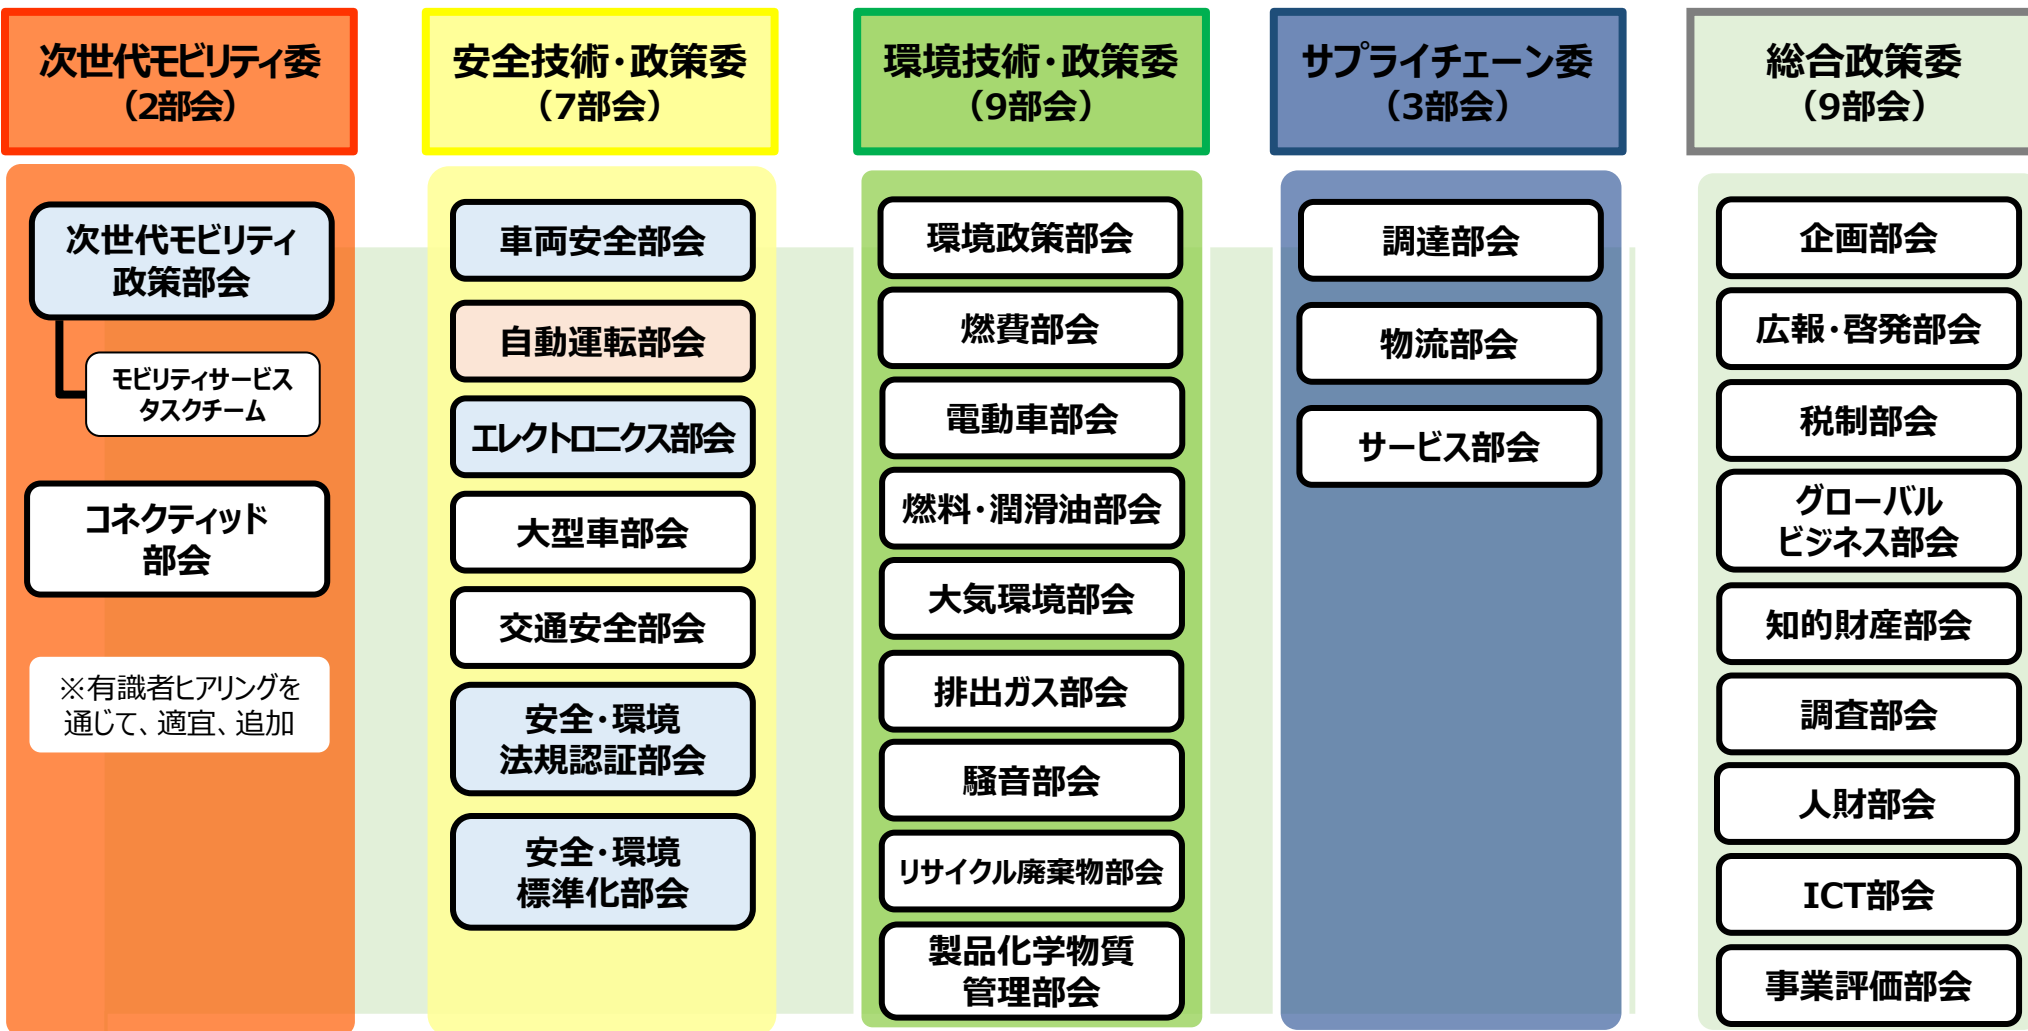 次世代モビリティ委
（2部会）
次世代モビリティ
政策部会
モビリティサービス
タスクチーム
コネクティッド
部会
※有識者ヒアリングを
通じて、適宜、追加
安全技術・政策委
（7部会）
車両安全部会
自動運転部会
エレクトロニクス部会
大型車部会
交通安全部会
安全・環境
法規認証部会
安全・環境
標準化部会
環境技術・政策委
（9部会）
環境政策部会
燃費部会
電動車部会
燃料・潤滑油部会
大気環境部会
排出ガス部会
騒音部会
リサイクル廃棄物部会
製品化学物質
管理部会
サプライチェーン委
（3部会）
調達部会
物流部会
サービス部会
総合政策委
（9部会）
企画部会
広報・啓発部会
税制部会
グローバル
ビジネス部会
知的財産部会
調査部会
人財部会
ICT部会
事業評価部会